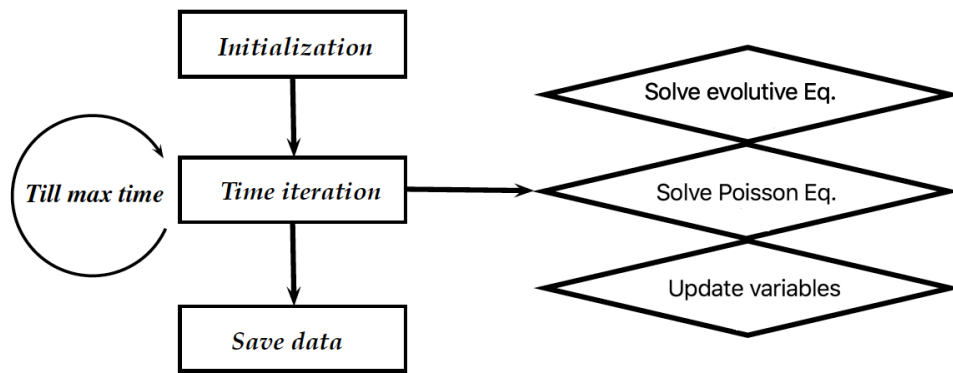 Initialization
Solve evolutive Eq.
Till max time
Time iteration
Solve Poisson Eq.
Update variables
Save data